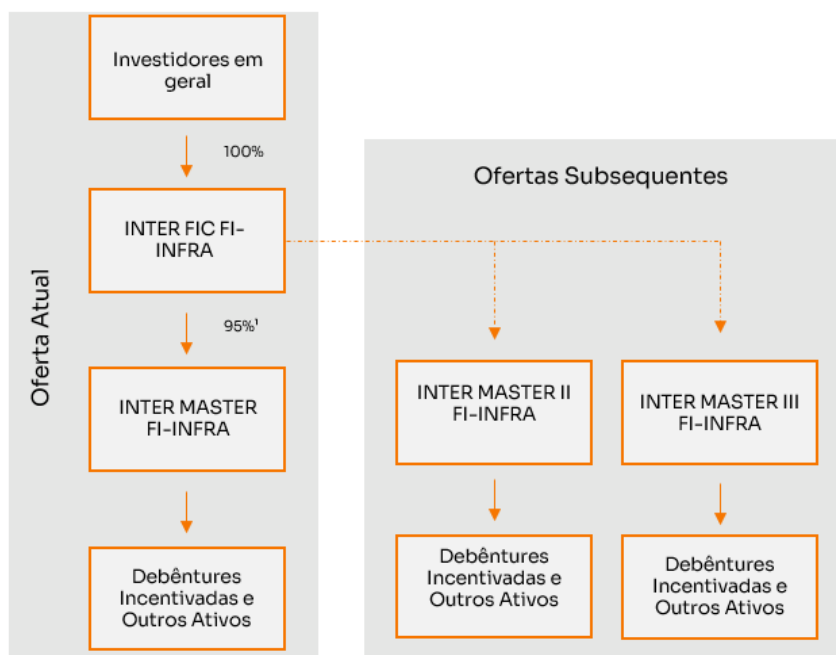 Oferta Atual
Investidores em
geral
100%
INTER FIC FI-
INFRA
95%¹
INTER MASTER
FI-INFRA
Debêntures
Incentivadas e
Outros Ativos
Ofertas Subsequentes
INTER MASTER II
FI-INFRA
Debêntures
Incentivadas e
Outros Ativos
INTER MASTER III
FI-INFRA
Debêntures
Incentivadas e
Outros Ativos